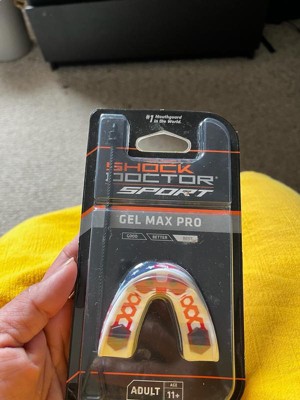 #1 Mouthguard
in the World.
SHOCK
DOCTOR®
SPORT
GEL MAX PRO
GOOD BETTER BEST
ADULT AGE
11+